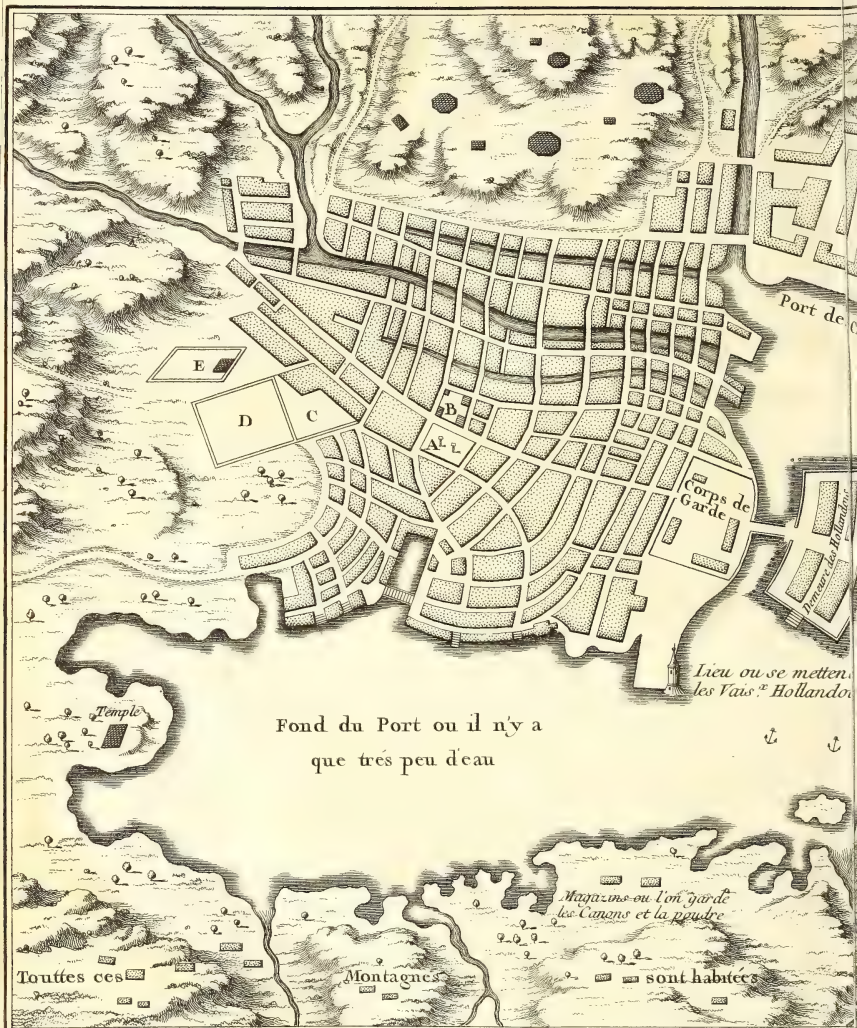 Port de
E
B
D
C
A
Corps de
Garde
Demeure des Hollandois
Lieu ou se metten
les Vais.x Hollando
Temple
Fond du Port ou il n'y a
que trés peu d'eau
Magazins ou l'on garde
les Canons et la poudre
Touttes ces Montagnes sont habitées